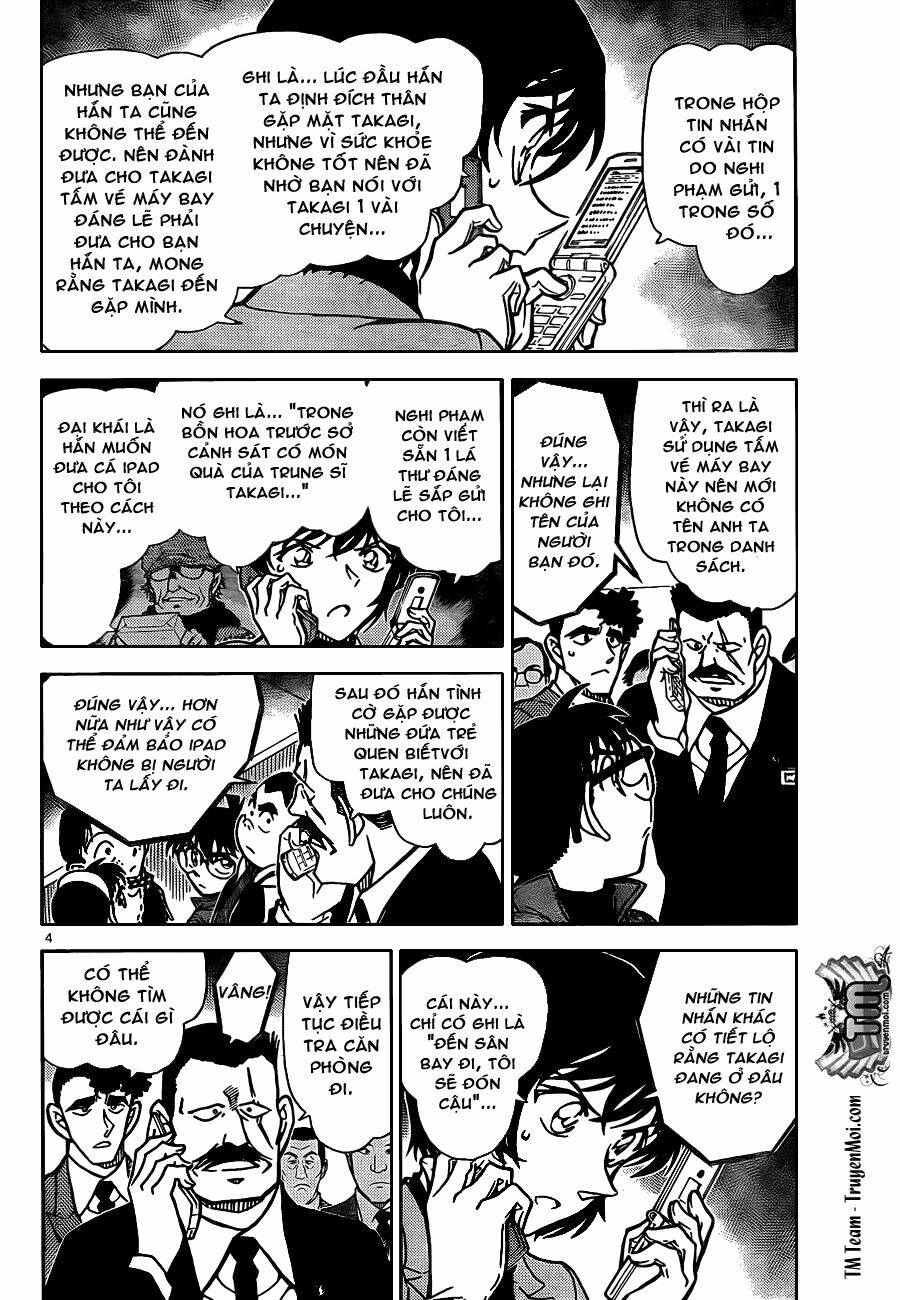 TRONG HỘP
TIN NHẮN
CÓ VÀI TIN
DO NGHI
PHẠM GỬI, 1
TRONG SỐ
ĐÓ...
GHI LÀ... LÚC ĐẦU HẮN
TA ĐỊNH ĐÍCH THÂN
GẶP MẶT TAKAGI,
NHƯNG VÌ SỨC KHỎE
KHÔNG TỐT NÊN ĐÃ
NHỜ BẠN NÓI VỚI
TAKAGI 1 VÀI
CHUYỆN...
NHƯNG BẠN CỦA
HẮN TA CŨNG
KHÔNG THỂ ĐẾN
ĐƯỢC. NÊN ĐÀNH
ĐƯA CHO TAKAGI
TẤM VÉ MÁY BAY
ĐÁNG LẼ PHẢI
ĐƯA CHO BẠN
HẮN TA, MONG
RẰNG TAKAGI ĐẾN
GẶP MÌNH.
THÌ RA LÀ
VẬY, TAKAGI
SỬ DỤNG TẤM
VÉ MÁY BAY
NÀY NÊN MỚI
KHÔNG CÓ
TÊN ANH TA
TRONG DANH
SÁCH.
ĐÚNG
VẬY...
NHƯNG LẠI
KHÔNG GHI
TÊN CỦA
NGƯỜI
BẠN ĐÓ.
NGHI PHẠM
CÒN VIẾT
SẴN 1 LÁ
THƯ ĐÁNG
LẼ SẮP GỬI
CHO TÔI...
NÓ GHI LÀ... "TRONG
BỒN HOA TRƯỚC SỞ
CẢNH SÁT CÓ MÓN
QUÀ CỦA TRUNG SĨ
TAKAGI..."
ĐẠI KHÁI LÀ
HẮN MUỐN
ĐƯA CÁ IPAD
CHO TÔI
THEO CÁCH
NÀY...
SAU ĐÓ HẮN TÌNH
CỜ GẶP ĐƯỢC
NHỮNG ĐỨA TRẺ
QUEN BIẾTVỚI
TAKAGI, NÊN ĐÃ
ĐƯA CHO CHÚNG
LUÔN.
ĐÚNG VẬY... HƠN
NỮA NHƯ VẬY CÓ
THỂ ĐẢM BẢO IPAD
KHÔNG BỊ NGƯỜI
TA LẤY ĐI.
4
NHỮNG TIN
NHẮN KHÁC
CÓ TIẾT LỘ
RẰNG TAKAGI
ĐANG Ở ĐÂU
KHÔNG?
CÁI NÀY...
CHỈ CÓ GHI LÀ
"ĐẾN SÂN
BAY ĐI, TÔI
SẼ ĐÓN
CẬU"...
VẬY TIẾP
TỤC ĐIỀU
TRA CĂN
PHÒNG
ĐI.
VÂNG!
CÓ THỂ
KHÔNG TÌM
ĐƯỢC CÁI GÌ
ĐÂU.
TM
truyenmoi.com
TM Team - TruyenMoi.com